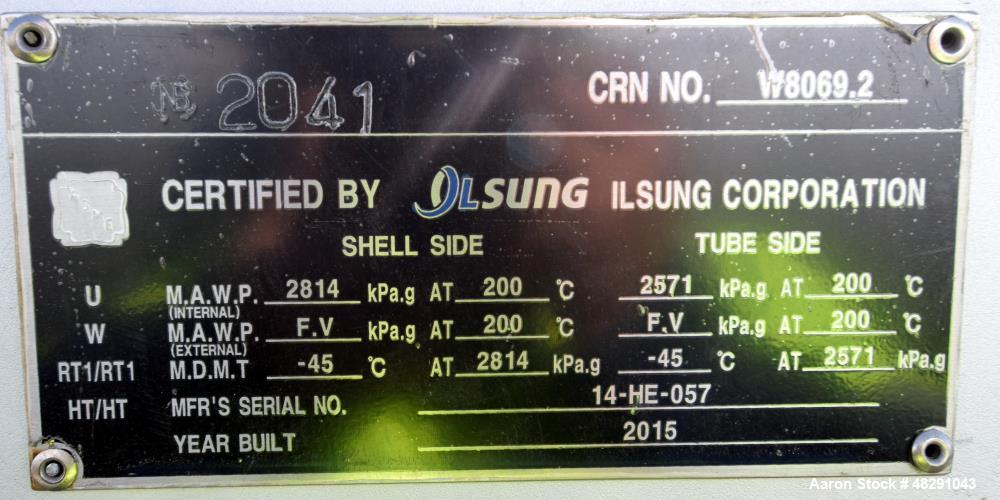 NB 2041 CRN NO. W8069.2
CERTIFIED BY ILSUNG ILSUNG CORPORATION
SHELL SIDE TUBE SIDE
U M.A.W.P. (INTERNAL) 2814 kPa.g AT 200 °C 2571 kPa.g AT 200 °C
W M.A.W.P. (EXTERNAL) F.V kPa.g AT 200 °C F.V kPa.g AT 200 °C
RT1/RT1 M.D.M.T -45 °C AT 2814 kPa.g -45 °C AT 2571 kPa.g
HT/HT MFR'S SERIAL NO. 14-HE-057
YEAR BUILT 2015
Aaron Stock # 48291043